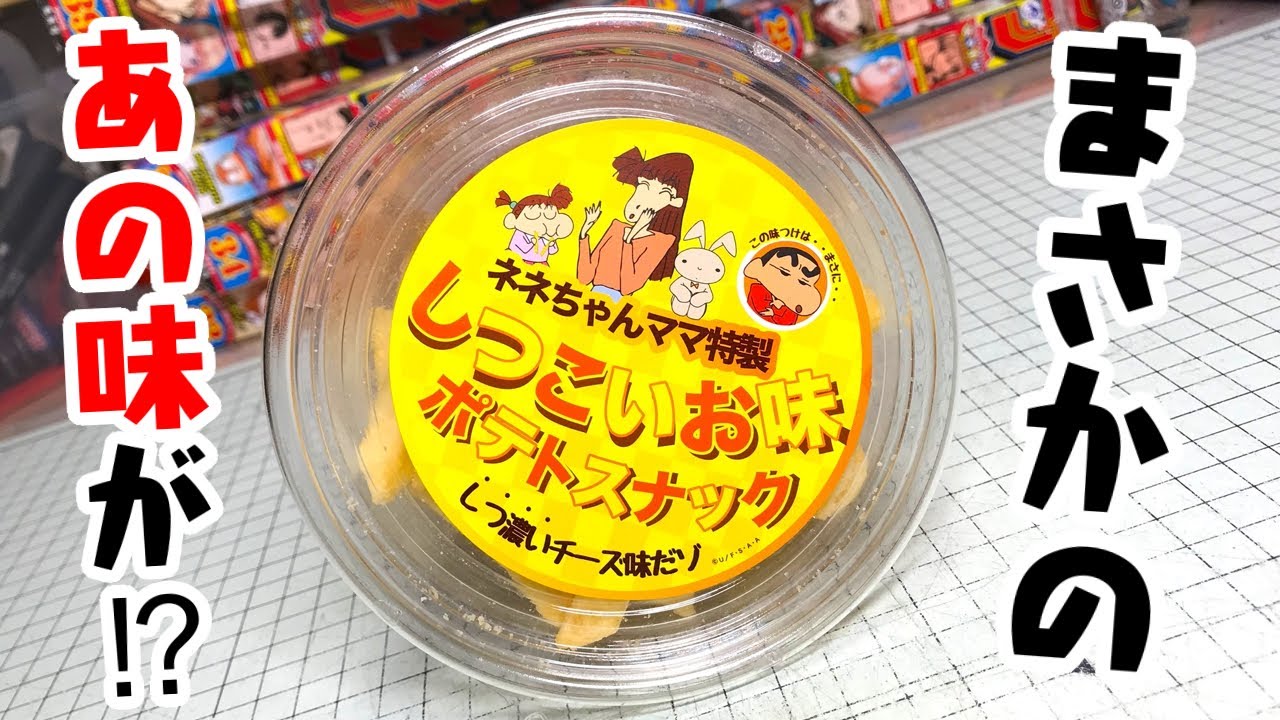 まさかの
あの味が!?
この味つけは・・・まさに・・
ネネちゃんママ特製
しつこいお味
ポテトスナック
しつ濃いチーズ味だゾ
©U/F・S・A・A